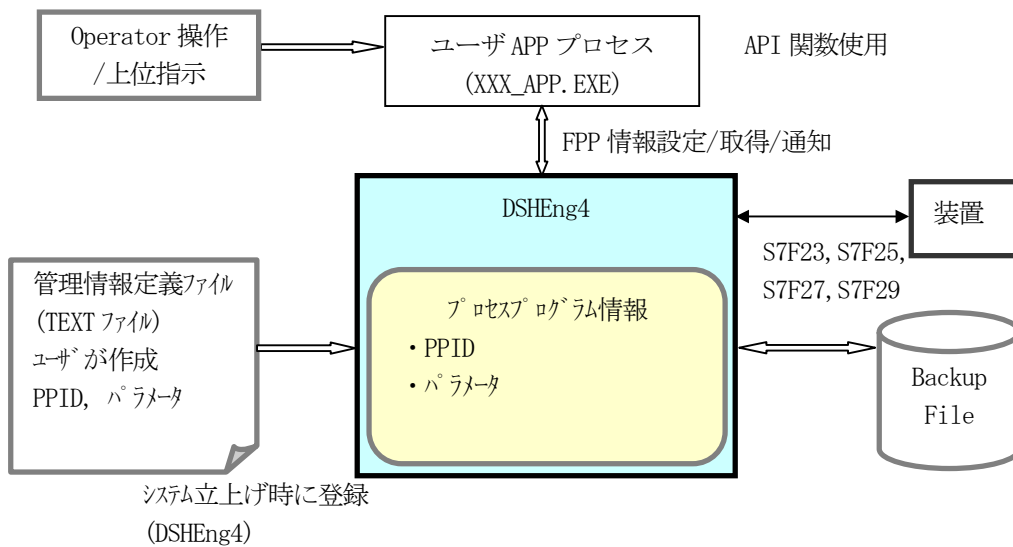 Operator 操作
/上位指示
ユーザ APP プロセス
(XXX_APP.EXE)
API 関数使用
FPP 情報設定/取得/通知
DSHEng4
装置
S7F23, S7F25,
S7F27, S7F29
管理情報定義ファイル
(TEXT ファイル)
ユーザが作成
PPID, パラメータ
プロセスプログラム情報
・PPID
・パラメータ
Backup
File
システム立上げ時に登録
(DSHEng4)